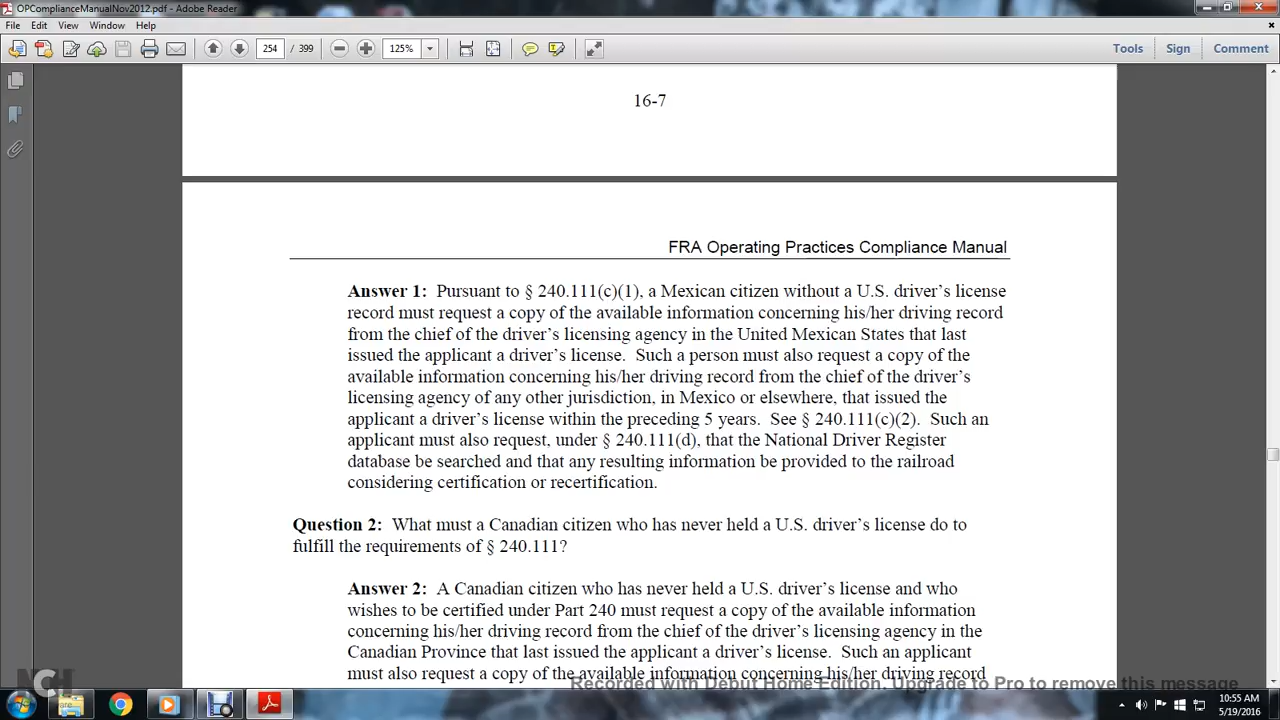 OPComplianceManualNov2012.pdf - Adobe Reader
File Edit View Window Help
254 / 399 125% Tools Sign Comment
16-7
FRA Operating Practices Compliance Manual
Answer 1: Pursuant to § 240.111(c)(1), a Mexican citizen without a U.S. driver's license
record must request a copy of the available information concerning his/her driving record
from the chief of the driver's licensing agency in the United Mexican States that last
issued the applicant a driver's license. Such a person must also request a copy of the
available information concerning his/her driving record from the chief of the driver's
licensing agency of any other jurisdiction, in Mexico or elsewhere, that issued the
applicant a driver's license within the preceding 5 years. See § 240.111(c)(2). Such an
applicant must also request, under § 240.111(d), that the National Driver Register
database be searched and that any resulting information be provided to the railroad
considering certification or recertification.
Question 2: What must a Canadian citizen who has never held a U.S. driver's license do to
fulfill the requirements of § 240.111?
Answer 2: A Canadian citizen who has never held a U.S. driver's license and who
wishes to be certified under Part 240 must request a copy of the available information
concerning his/her driving record from the chief of the driver's licensing agency in the
Canadian Province that last issued the applicant a driver's license. Such an applicant
must also request a copy of the available information concerning his/her driving record
Recorded with Debut Home Edition. Upgrade to Pro to remove this message
NCH
10:55 AM
5/19/2016